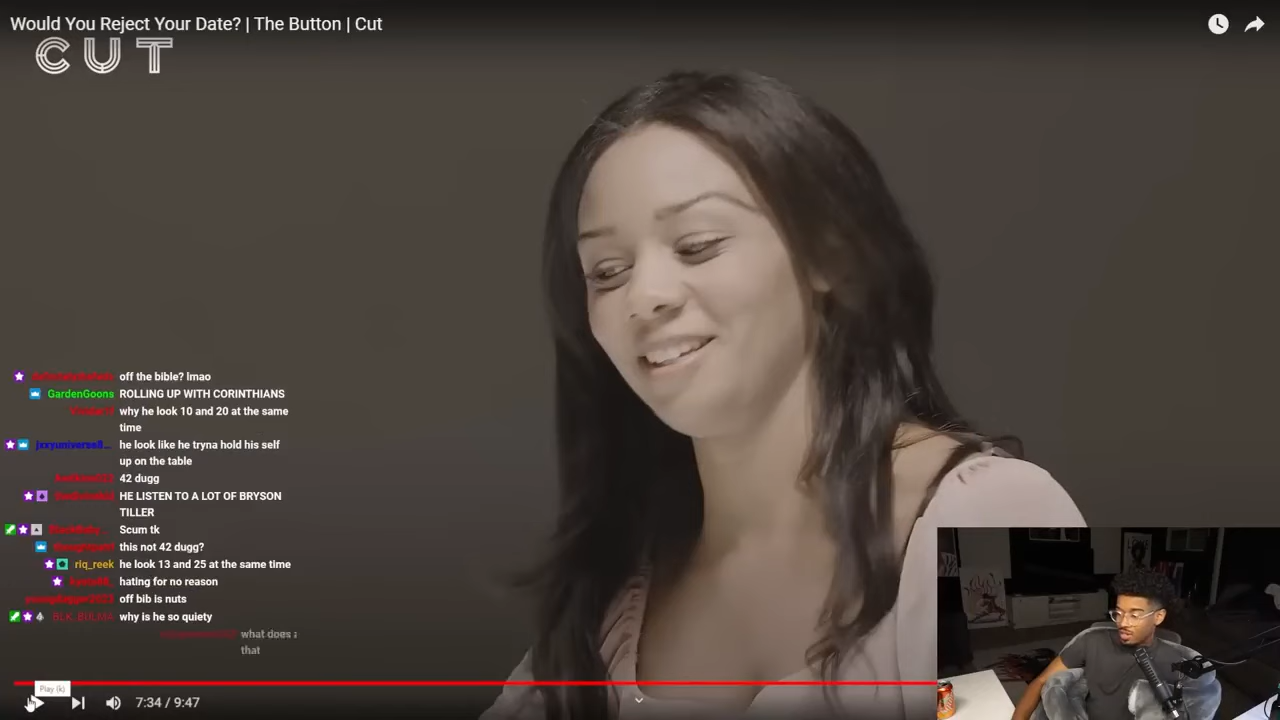 Would You Reject Your Date? | The Button | Cut
CUT
off the bible? lmao
GardenGoons ROLLING UP WITH CORINTHIANS
why he look 10 and 20 at the same
time
he look like he tryna hold his self
up on the table
42 dugg
HE LISTEN TO A LOT OF BRYSON
TILLER
Scum tk
this not 42 dugg?
riq_reek he look 13 and 25 at the same time
hating for no reason
off bib is nuts
why is he so quiety
what does
that
Play (k)
7:34 / 9:47